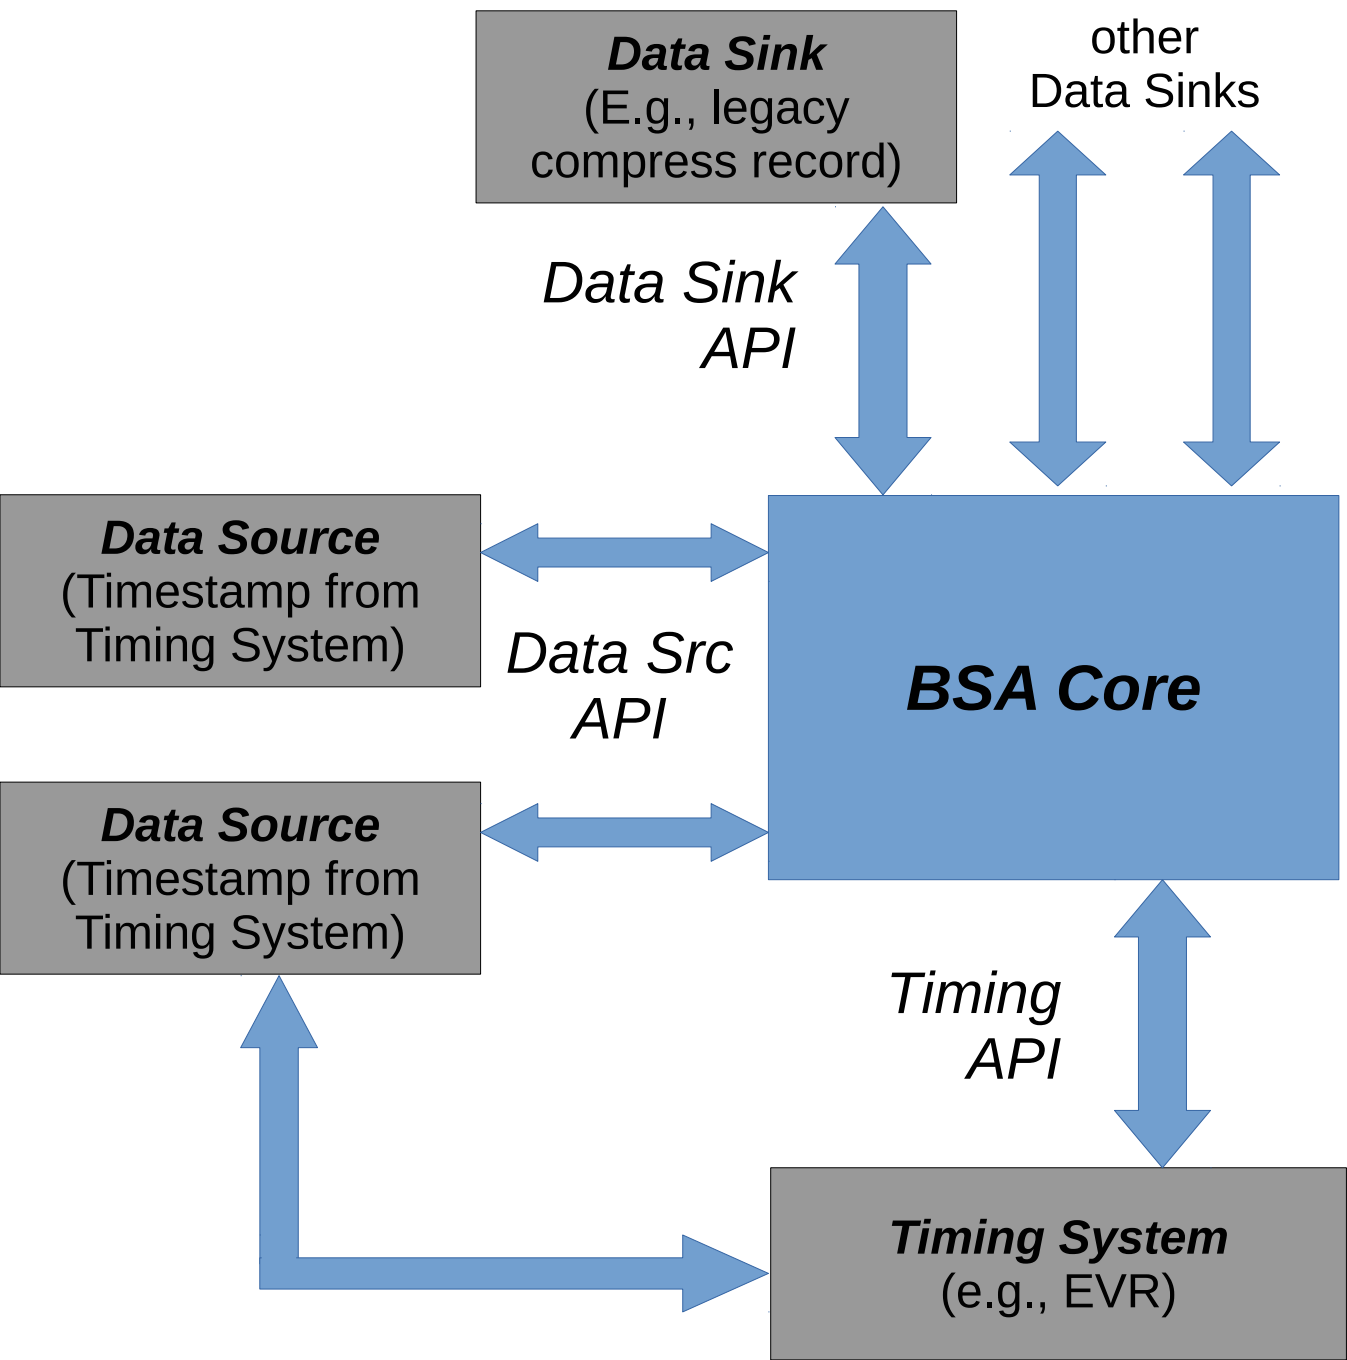 Data Sink
(E.g., legacy
compress record)
other
Data Sinks
Data Sink
API
Data Source
(Timestamp from
Timing System)
Data Src
API
BSA Core
Data Source
(Timestamp from
Timing System)
Timing
API
Timing System
(e.g., EVR)